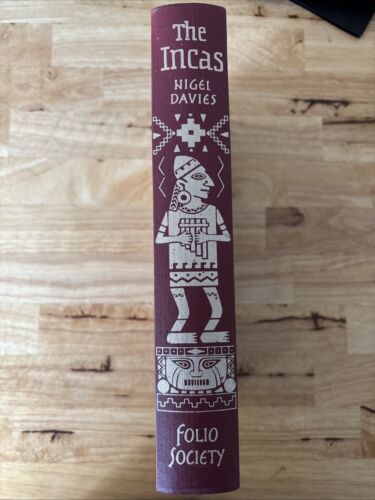 The
Incas
NIGEL
DAVIES
FOLIO
SOCIETY